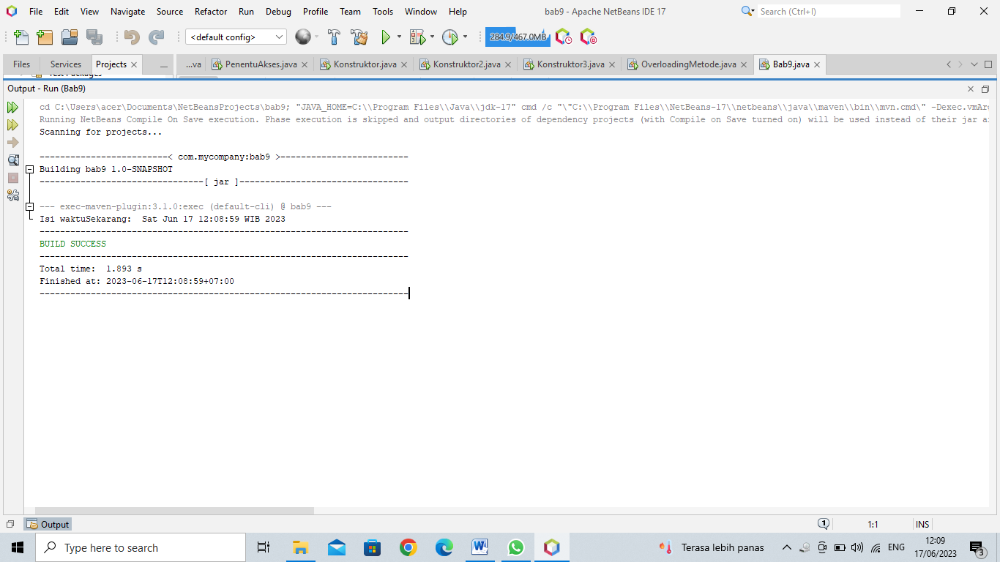 File Edit View Navigate Source Refactor Run Debug Profile Team Tools Window Help bab9 - Apache NetBeans IDE 17 Search (Ctrl+I)
<default config> 284.9/467.0MB
Files Services Projects ...va PenentuAkses.java Konstruktor.java Konstruktor2.java Konstruktor3.java OverloadingMetode.java Bab9.java
Test Packages
Output - Run (Bab9)
cd C:\Users\acer\Documents\NetBeansProjects\bab9; "JAVA_HOME=C:\\Program Files\\Java\\jdk-17" cmd /c "\"C:\\Program Files\\NetBeans-17\\netbeans\\java\\maven\\bin\\mvn.cmd\" -Dexec.vmArg
Running NetBeans Compile On Save execution. Phase execution is skipped and output directories of dependency projects (with Compile on Save turned on) will be used instead of their jar a
Scanning for projects...
-------------------------< com.mycompany:bab9 >-------------------------
Building bab9 1.0-SNAPSHOT
--------------------------------[ jar ]---------------------------------
--- exec-maven-plugin:3.1.0:exec (default-cli) @ bab9 ---
Isi waktuSekarang:  Sat Jun 17 12:08:59 WIB 2023
------------------------------------------------------------------------
BUILD SUCCESS
------------------------------------------------------------------------
Total time:  1.893 s
Finished at: 2023-06-17T12:08:59+07:00
------------------------------------------------------------------------
Output 1 1:1 INS
Type here to search Terasa lebih panas ENG 12:09
17/06/2023 3